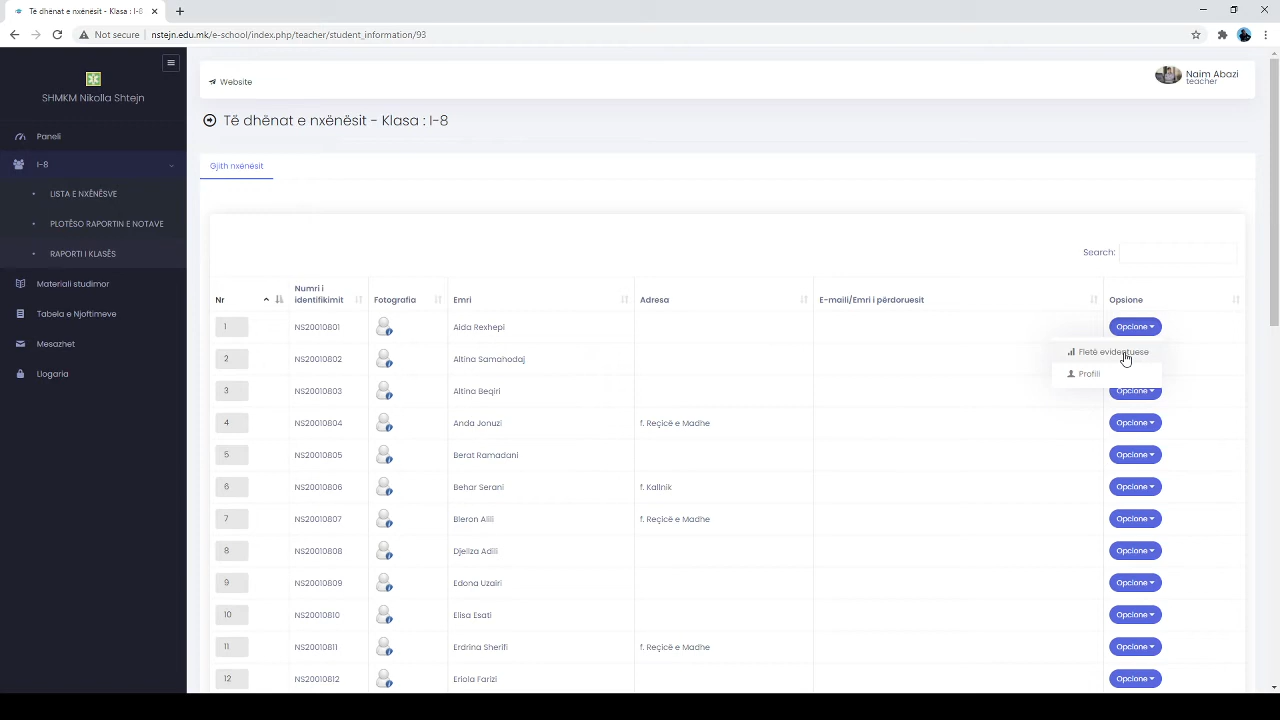 Të dhënat e nxënësit - Klasa : I-8
Not secure
nstejn.edu.mk/e-school/index.php/teacher/student_information/93
SHMKM Nikolla Shtejn
Paneli
I-8
LISTA E NXËNËSVE
PLOTËSO RAPORTIN E NOTAVE
RAPORTI I KLASËS
Materiali studimor
Tabela e Njoftimeve
Mesazhet
Llogaria
Website
Naim Abazi
teacher
Të dhënat e nxënësit - Klasa : I-8
Gjith nxënësit
Search:
Nr Numri i identifikimit Fotografia Emri Adresa E-maili/Emri i përdoruesit Opsione
1 NS20010801 Aida Rexhepi Opcione
Fletë evidentuese
Profili
2 NS20010802 Altina Samahodaj
3 NS20010803 Altina Beqiri Opcione
4 NS20010804 Anda Jonuzi f. Reçicë e Madhe Opcione
5 NS20010805 Berat Ramadani Opcione
6 NS20010806 Behar Serani f. Kallnik Opcione
7 NS20010807 Bleron Alili f. Reçicë e Madhe Opcione
8 NS20010808 Djellza Adili Opcione
9 NS20010809 Edona Uzairi Opcione
10 NS20010810 Elisa Esati Opcione
11 NS20010811 Erdrina Sherifi f. Reçicë e Madhe Opcione
12 NS20010812 Eriola Farizi Opcione